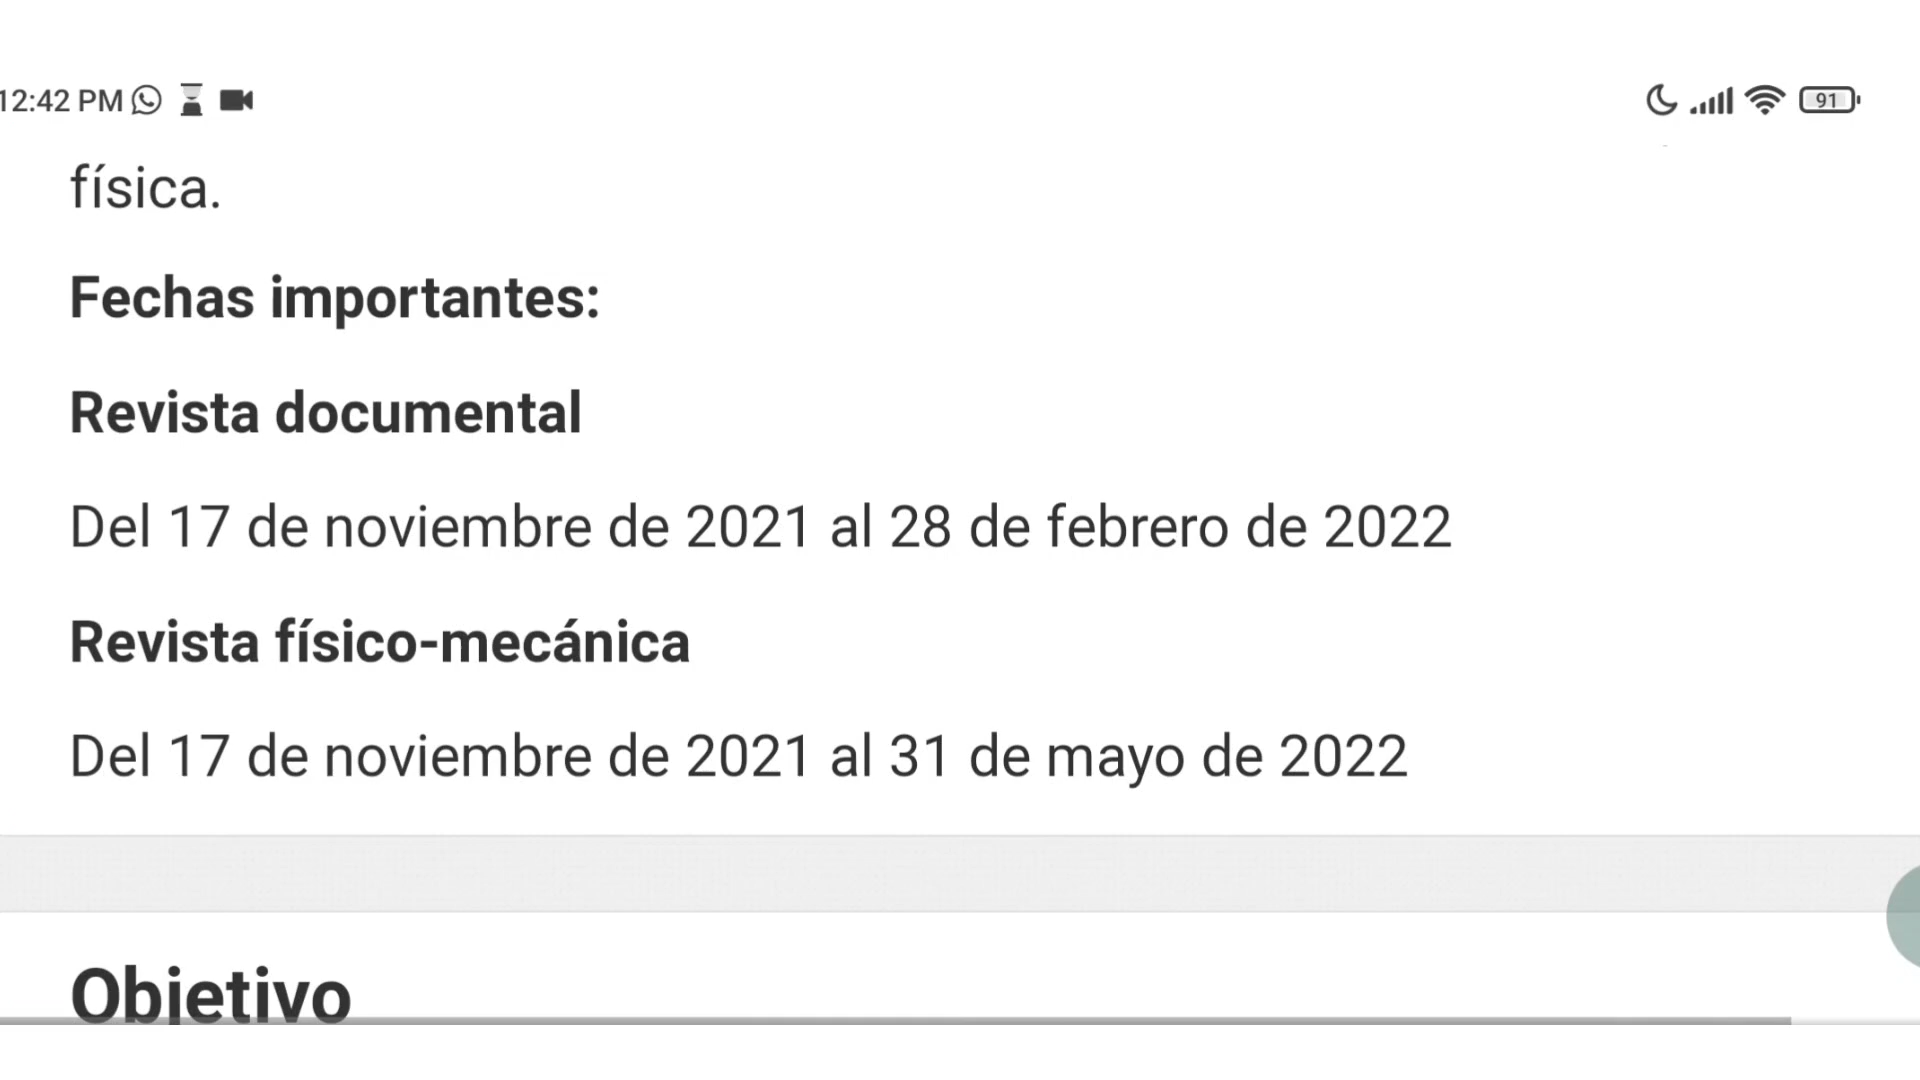 12:42 PM
91
física.
Fechas importantes:
Revista documental
Del 17 de noviembre de 2021 al 28 de febrero de 2022
Revista físico-mecánica
Del 17 de noviembre de 2021 al 31 de mayo de 2022
Objetivo